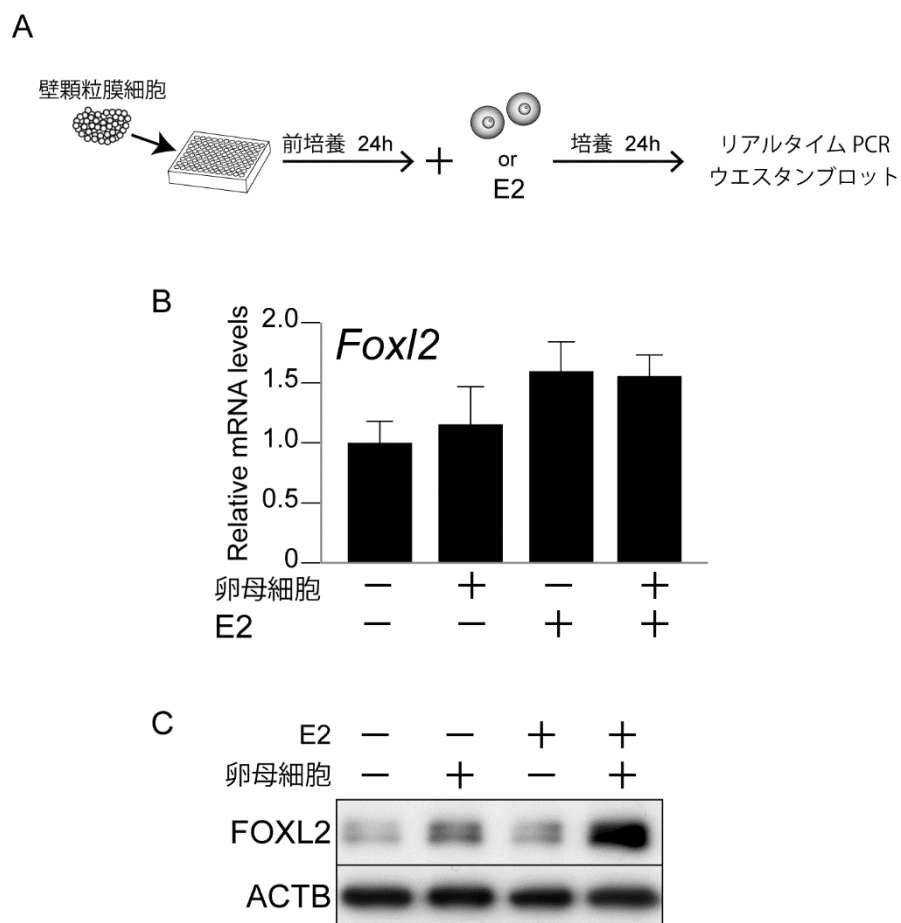 A
壁顆粒膜細胞
前培養 24h
+
or
E2
培養 24h
リアルタイム PCR
ウエスタンブロット
B
Relative mRNA levels
2.0
1.5
1.0
0.5
0
Foxl2
卵母細胞 − + − +
E2 − − + +
C
E2 − − + +
卵母細胞 − + − +
FOXL2
ACTB